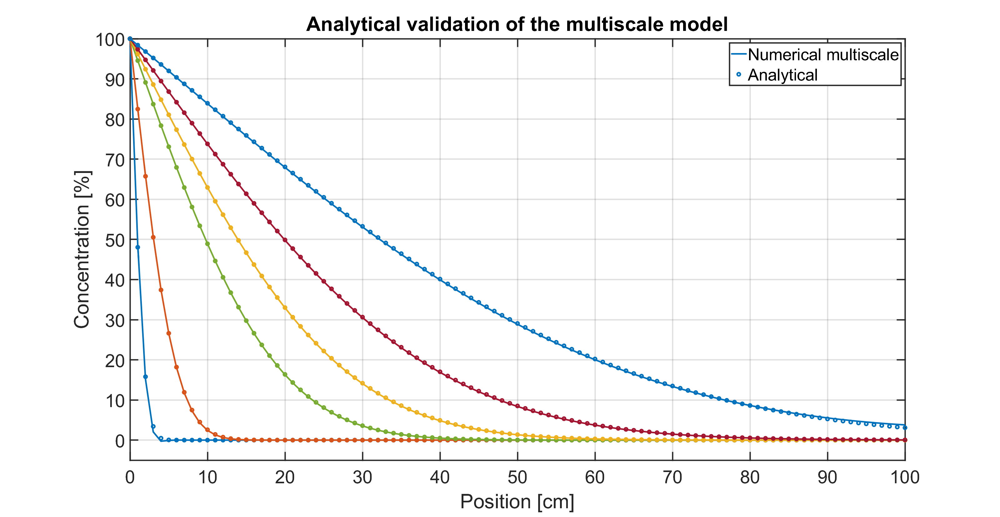 Analytical validation of the multiscale model
Numerical multiscale
Analytical
Concentration [%]
100
90
80
70
60
50
40
30
20
10
0
0 10 20 30 40 50 60 70 80 90 100
Position [cm]